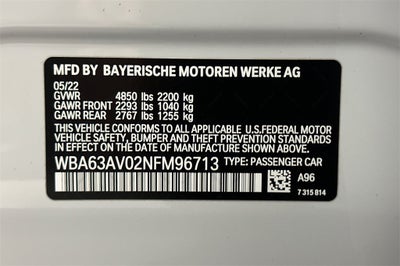 MFD BY BAYERISCHE MOTOREN WERKE AG
05/22
GVWR 4850 lbs 2200 kg
GAWR FRONT 2293 lbs 1040 kg
GAWR REAR 2767 lbs 1255 kg
THIS VEHICLE CONFORMS TO ALL APPLICABLE U.S.FEDERAL MOTOR
VEHICLE SAFETY, BUMPER AND THEFT PREVENTION
STANDARDS IN EFFECT ON THE DATE OF MANUFACTURE SHOWN ABOVE.
WBA63AV02NFM96713 TYPE: PASSENGER CAR
A96
7 315 814